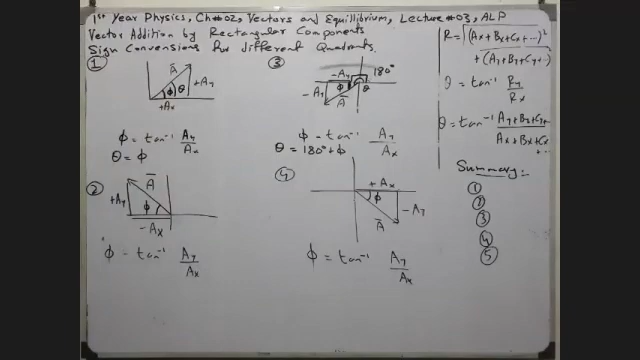 1st Year Physics, Ch#02, Vectors and Equilibrium, Lecture #03, ALP
Vector Addition by Rectangular Components
Sign Convensions for different Quadrants.
①
A
+Ay
ϕ θ
+Ax
ϕ = tan⁻¹ Ay/Ax
θ = ϕ
②
A
+Ay
ϕ
-Ax
ϕ - tan⁻¹ Ay/Ax
③
-Ax
180°
-Ay
ϕ
θ
A
ϕ - tan⁻¹ Ay/Ax
θ = 180° + ϕ
④
+Ax
ϕ
-Ay
A
ϕ = tan⁻¹ Ay/Ax
R = √(Ax+Bx+Cx+...)²
+ (Ay+By+Cy+...)
θ = tan⁻¹ Ry/Rx
θ = tan⁻¹ Ay+By+Cy+.../Ax+Bx+Cx+...
Summary:
①
②
③
④
⑤